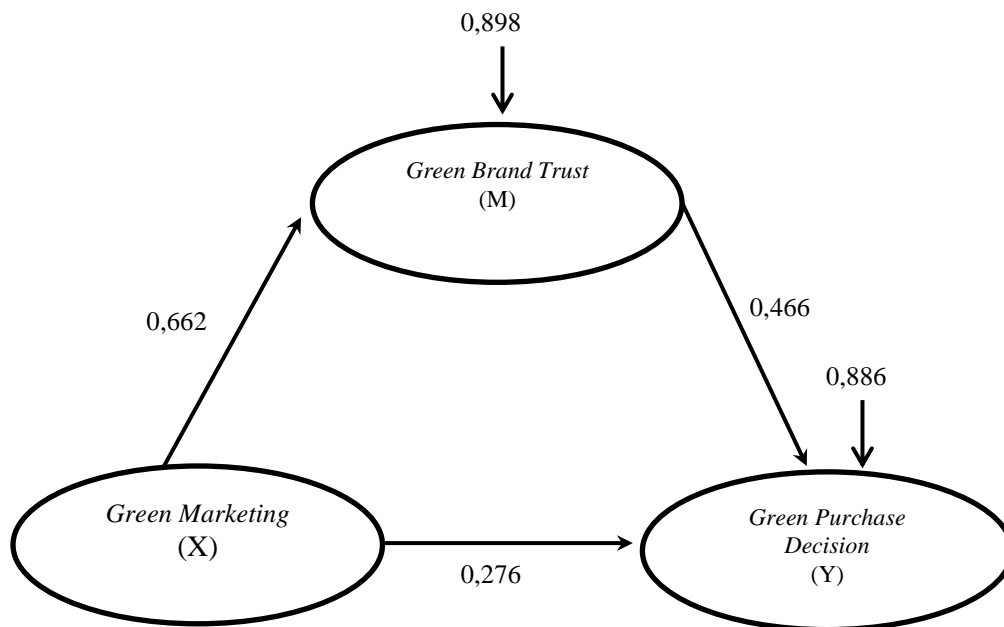 0,898
Green Brand Trust
(M)
0,662
0,466
0,886
Green Marketing
(X)
0,276
Green Purchase
Decision
(Y)